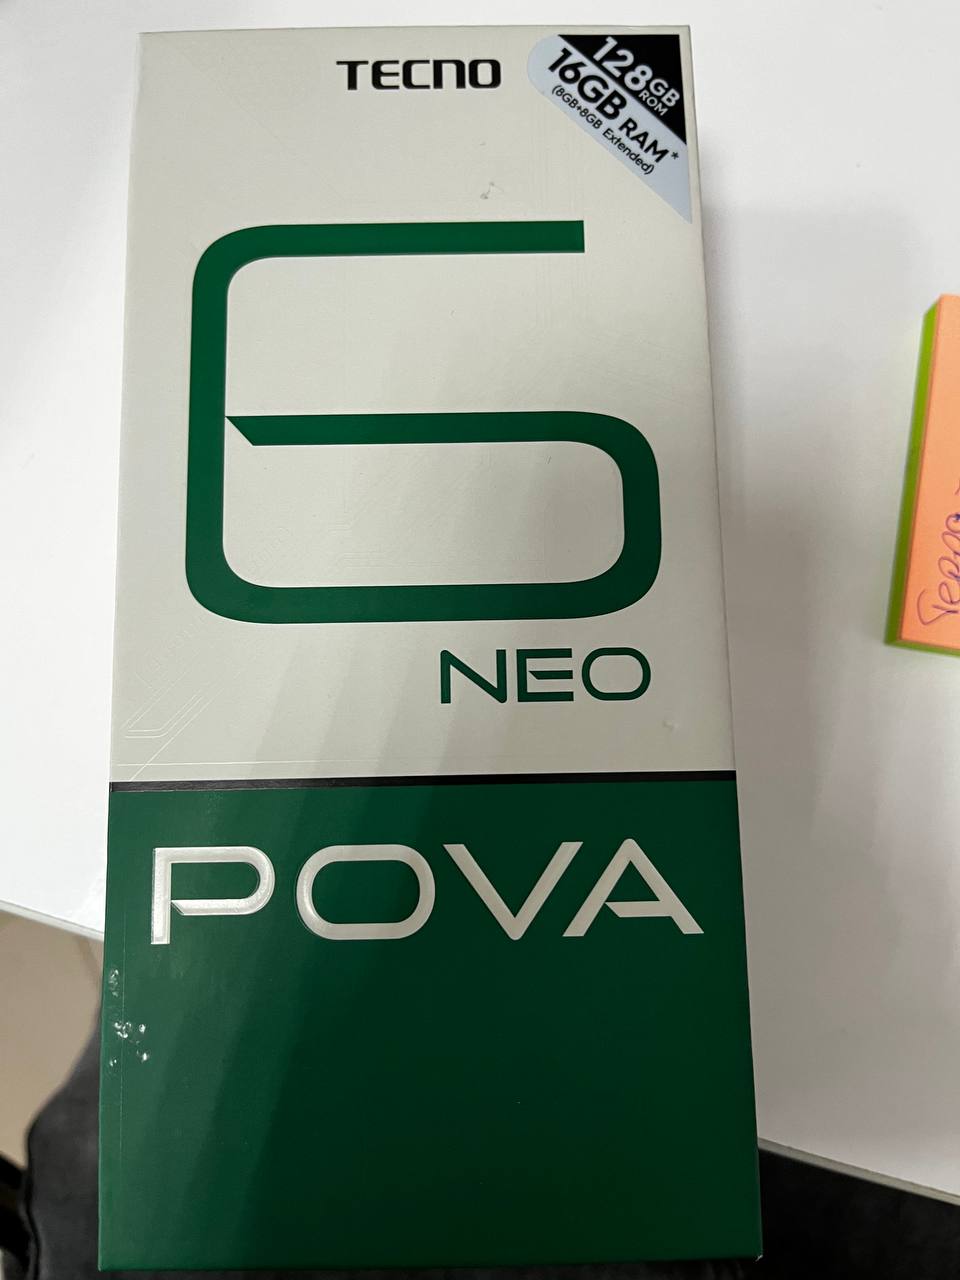 TECNO
128GB
ROM
16GB RAM*
(8GB+8GB Extended)
6
NEO
POVA